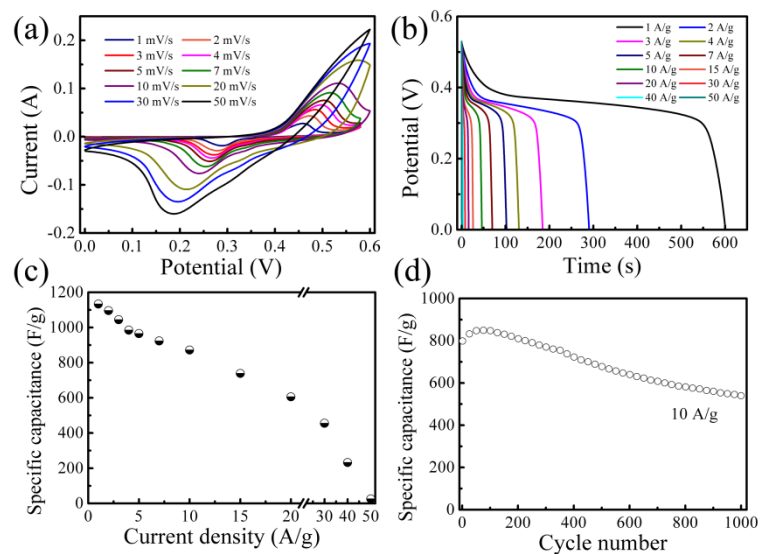 (a)
0.2
0.1
0.0
-0.1
-0.2
Current (A)
1 mV/s 2 mV/s
3 mV/s 4 mV/s
5 mV/s 7 mV/s
10 mV/s 20 mV/s
30 mV/s 50 mV/s
0.0 0.1 0.2 0.3 0.4 0.5 0.6
Potential (V)
(b)
0.6
0.4
0.2
0.0
Potential (V)
1 A/g 2 A/g
3 A/g 4 A/g
5 A/g 7 A/g
10 A/g 15 A/g
20 A/g 30 A/g
40 A/g 50 A/g
0 100 200 300 400 500 600
Time (s)
(c)
1200
1000
800
600
400
200
0
Specific capacitance (F/g)
0 5 10 15 20 30 40 50
Current density (A/g)
(d)
1000
800
600
400
200
0
Specific capacitance (F/g)
10 A/g
0 200 400 600 800 1000
Cycle number